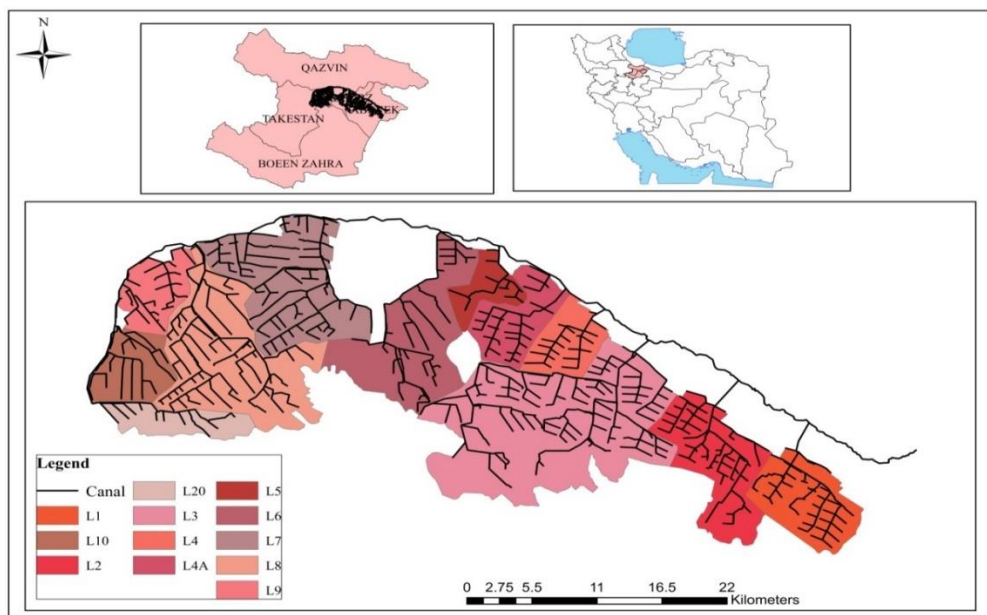 N
QAZVIN
TAKESTAN
BOEEN ZAHRA
Legend
Canal
L1
L10
L2
L20
L3
L4
L4A
L5
L6
L7
L8
L9
0 2.75 5.5 11 16.5 22
Kilometers